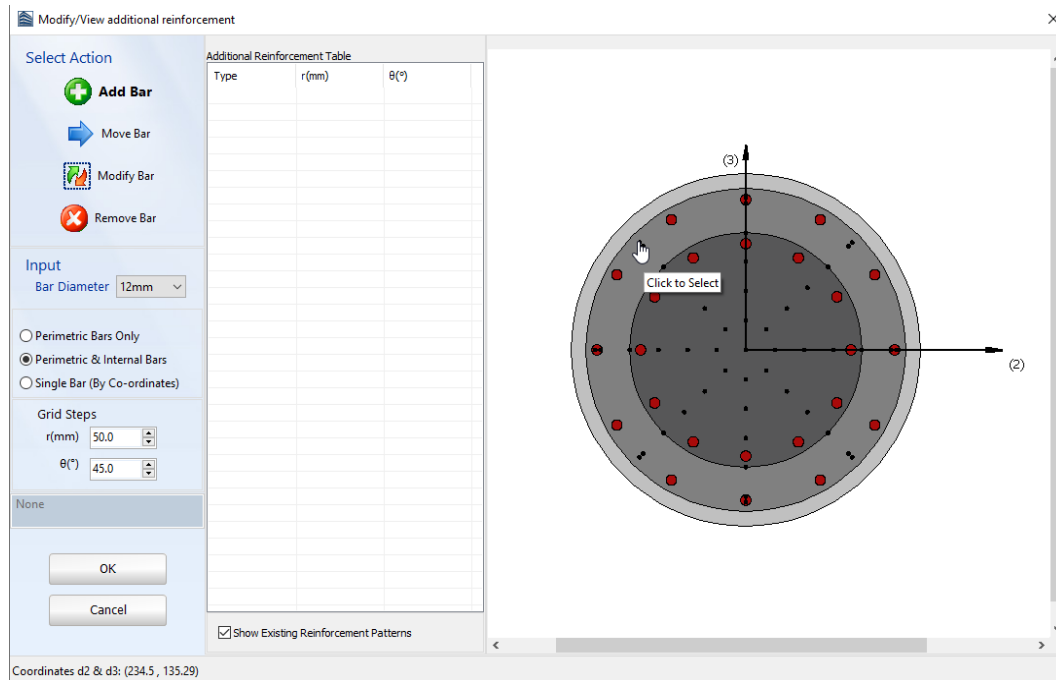 Modify/View additional reinforcement
Select Action
Add Bar
Move Bar
Modify Bar
Remove Bar
Input
Bar Diameter 12mm
Perimetric Bars Only
Perimetric & Internal Bars
Single Bar (By Co-ordinates)
Grid Steps
r(mm) 50.0
θ(°) 45.0
None
OK
Cancel
Additional Reinforcement Table
Type r(mm) θ(°)
Show Existing Reinforcement Patterns
(3)
Click to Select
(2)
Coordinates d2 & d3: (234.5 , 135.29)